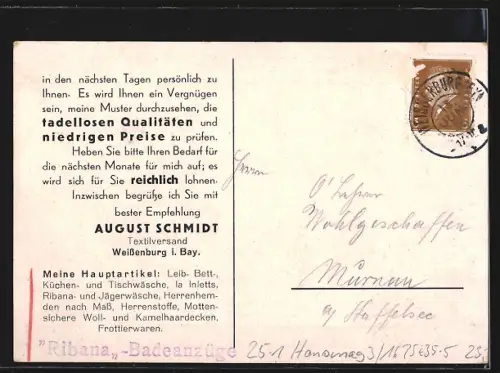 in den nächsten Tagen persönlich zu
Ihnen. Es wird Ihnen ein Vergnügen
sein, meine Muster durchzusehen, die
tadellosen Qualitäten und
niedrigen Preise zu prüfen.
Heben Sie bitte Ihren Bedarf für
die nächsten Monate für mich auf; es
wird sich für Sie reichlich lohnen.
Inzwischen begrüße ich Sie mit
bester Empfehlung
AUGUST SCHMIDT
Textilversand
Weißenburg i. Bay.
Meine Hauptartikel: Leib- Bett-,
Küchen- und Tischwäsche, Ia Inletts,
Ribana- und Jägerwäsche, Herrenhem-
den nach Maß, Herrenstoffe, Motten-
sichere Woll- und Kamelhaardecken,
Frottierwaren.
"Ribana"-Badeanzüge
Herrn
Wohlgeschaffen
Murnau
a/ Staffelsee